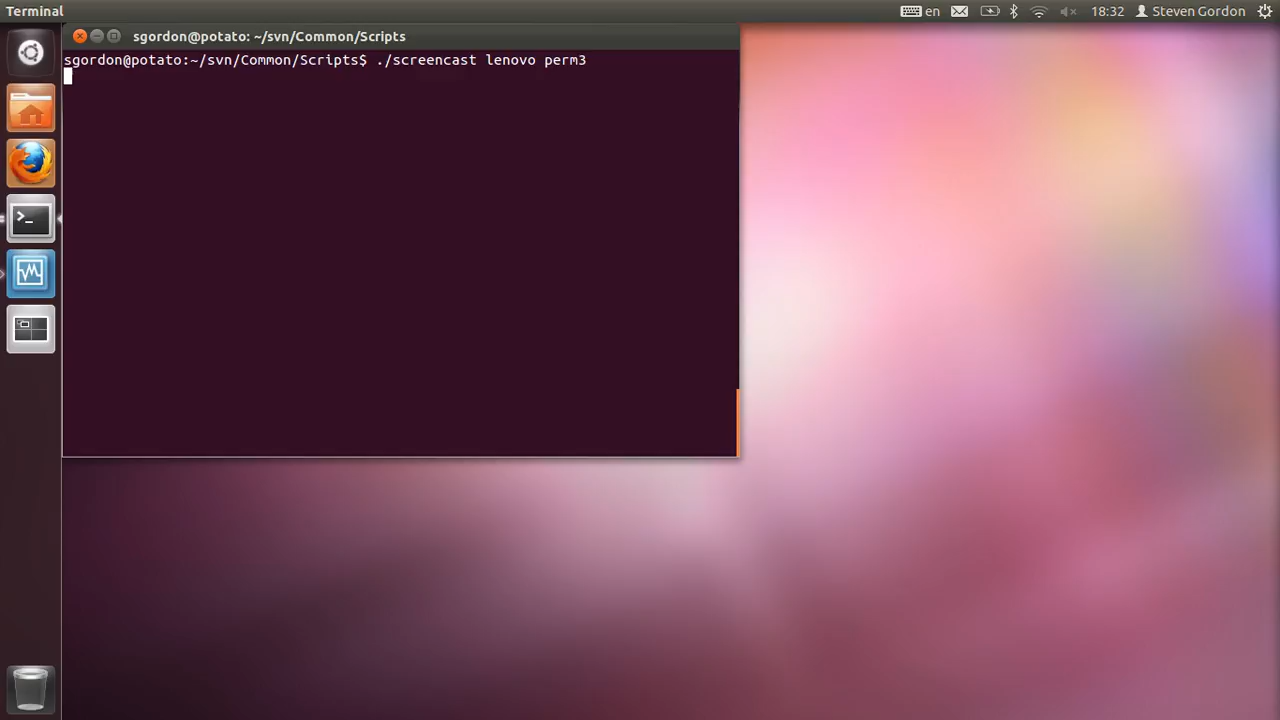 Terminal
en
18:32
Steven Gordon
sgordon@potato: ~/svn/Common/Scripts
sgordon@potato:~/svn/Common/Scripts$ ./screencast lenovo perm3